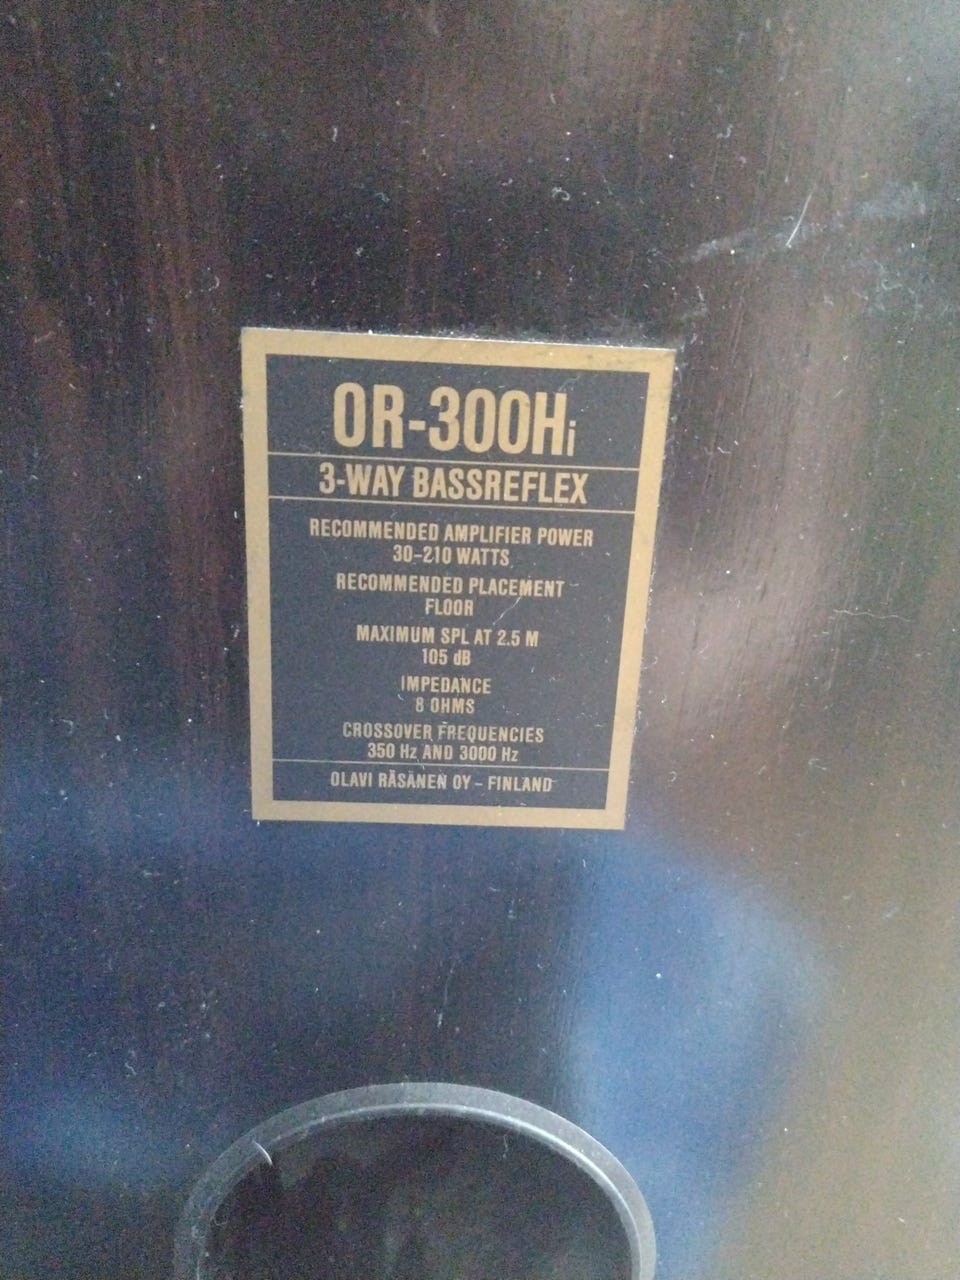 OR-300Hi
3-WAY BASSREFLEX
RECOMMENDED AMPLIFIER POWER
30-210 WATTS
RECOMMENDED PLACEMENT
FLOOR
MAXIMUM SPL AT 2.5 M
105 dB
IMPEDANCE
8 OHMS
CROSSOVER FREQUENCIES
350 Hz AND 3000 Hz
OLAVI RÄSÄNEN OY - FINLAND